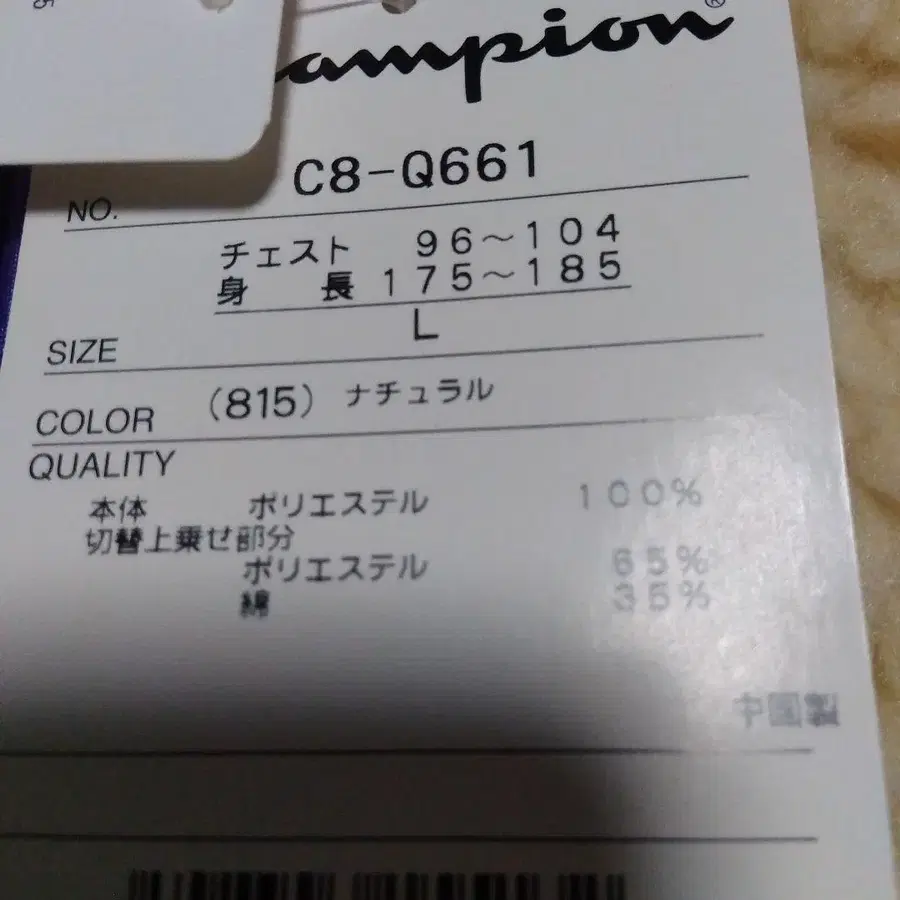 ampion®
C8-Q661
NO.
チェスト 96～104
身 長 175～185
L
SIZE
COLOR (815) ナチュラル
QUALITY
本体 ポリエステル 100%
切替上乗せ部分
ポリエステル 65%
綿 35%
中国製